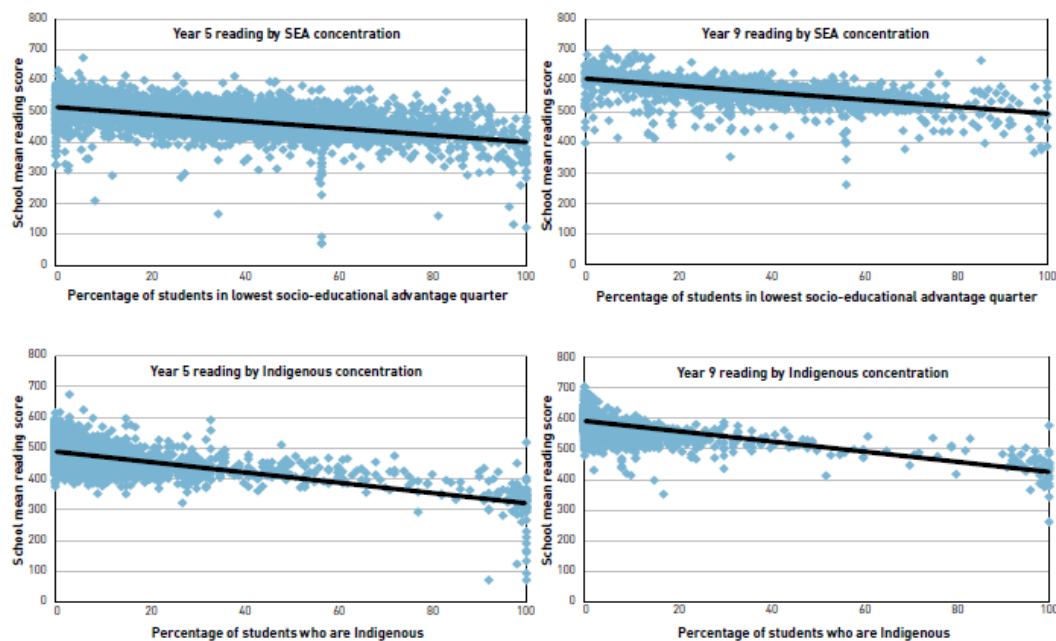 Year 5 reading by SEA concentration
School mean reading score
800
700
600
500
400
300
200
100
0
0 20 40 60 80 100
Percentage of students in lowest socio-educational advantage quarter
Year 9 reading by SEA concentration
School mean reading score
800
700
600
500
400
300
200
100
0
0 20 40 60 80 100
Percentage of students in lowest socio-educational advantage quarter
Year 5 reading by Indigenous concentration
School mean reading score
800
700
600
500
400
300
200
100
0
0 20 40 60 80 100
Percentage of students who are Indigenous
Year 9 reading by Indigenous concentration
School mean reading score
800
700
600
500
400
300
200
100
0
0 20 40 60 80 100
Percentage of students who are Indigenous